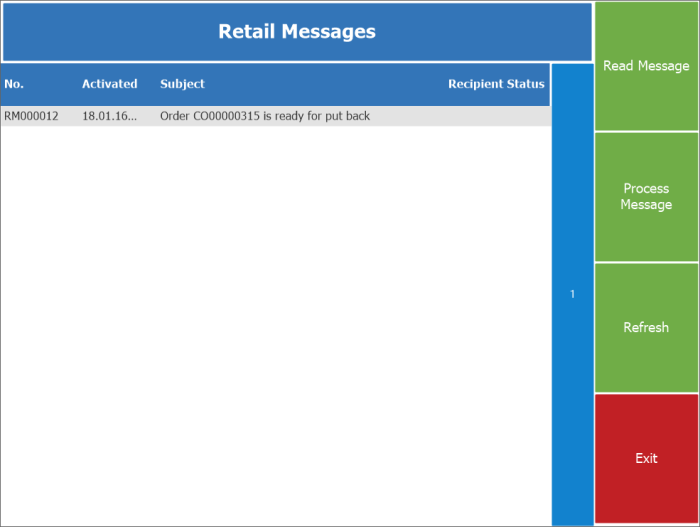 Retail Messages
No. Activated Subject Recipient Status
RM000012 18.01.16... Order CO00000315 is ready for put back
1
Read Message
Process
Message
Refresh
Exit